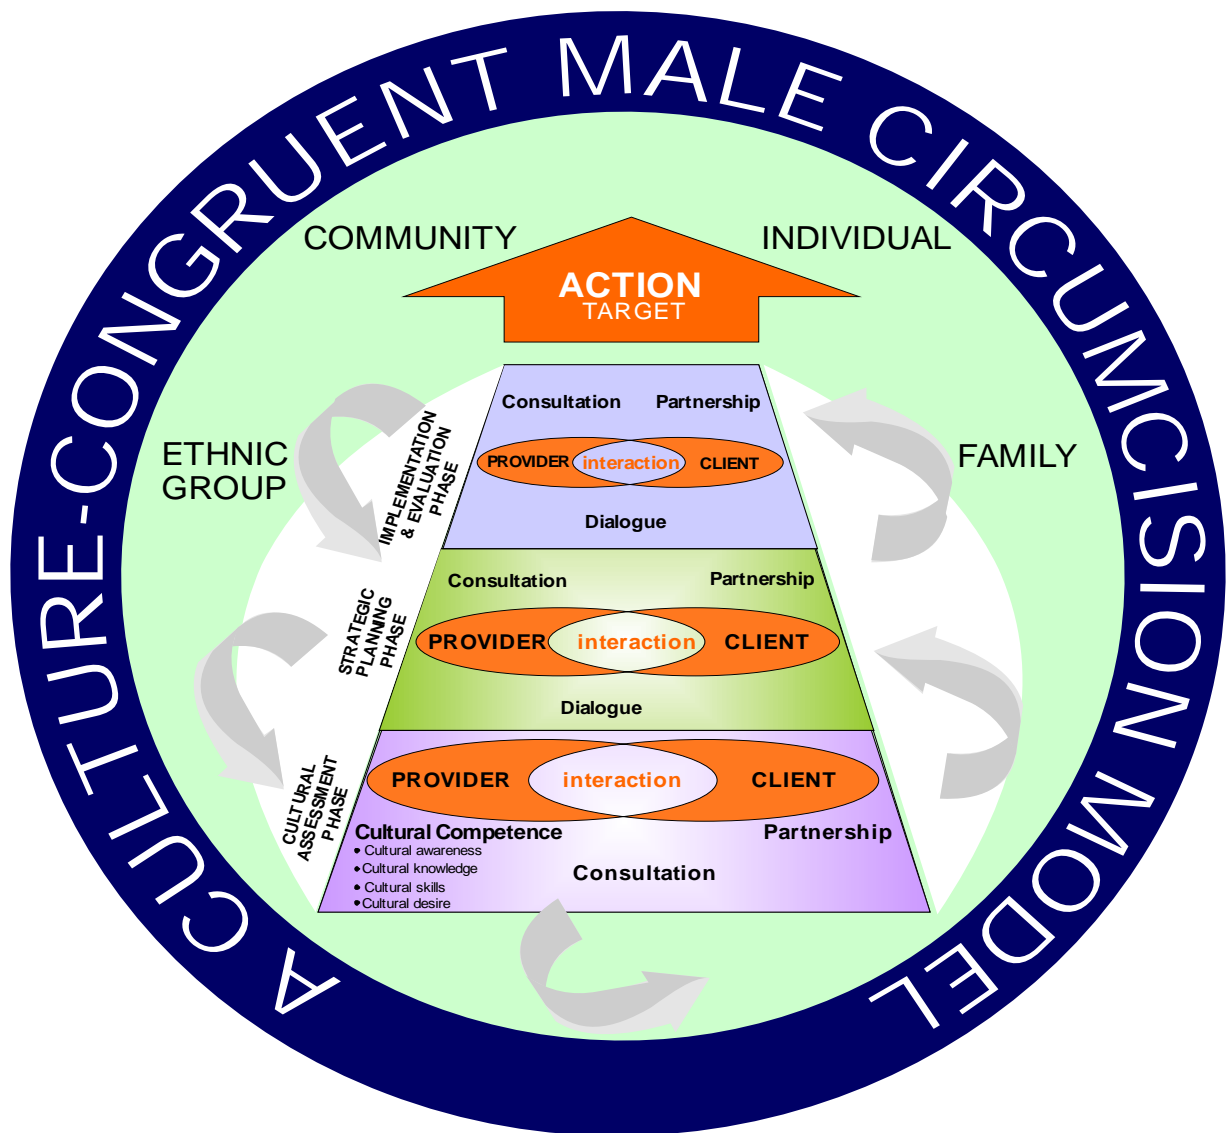 A CULTURE-CONGRUENT MALE CIRCUMCISION MODEL
COMMUNITY
INDIVIDUAL
ACTION
TARGET
ETHNIC
GROUP
FAMILY
IMPLEMENTATION
& EVALUATION
PHASE
Consultation
Partnership
PROVIDER
interaction
CLIENT
Dialogue
STRATEGIC
PLANNING
PHASE
Consultation
Partnership
PROVIDER
interaction
CLIENT
Dialogue
CULTURAL
ASSESSMENT
PHASE
PROVIDER
interaction
CLIENT
Cultural Competence
• Cultural awareness
• Cultural knowledge
• Cultural skills
• Cultural desire
Partnership
Consultation